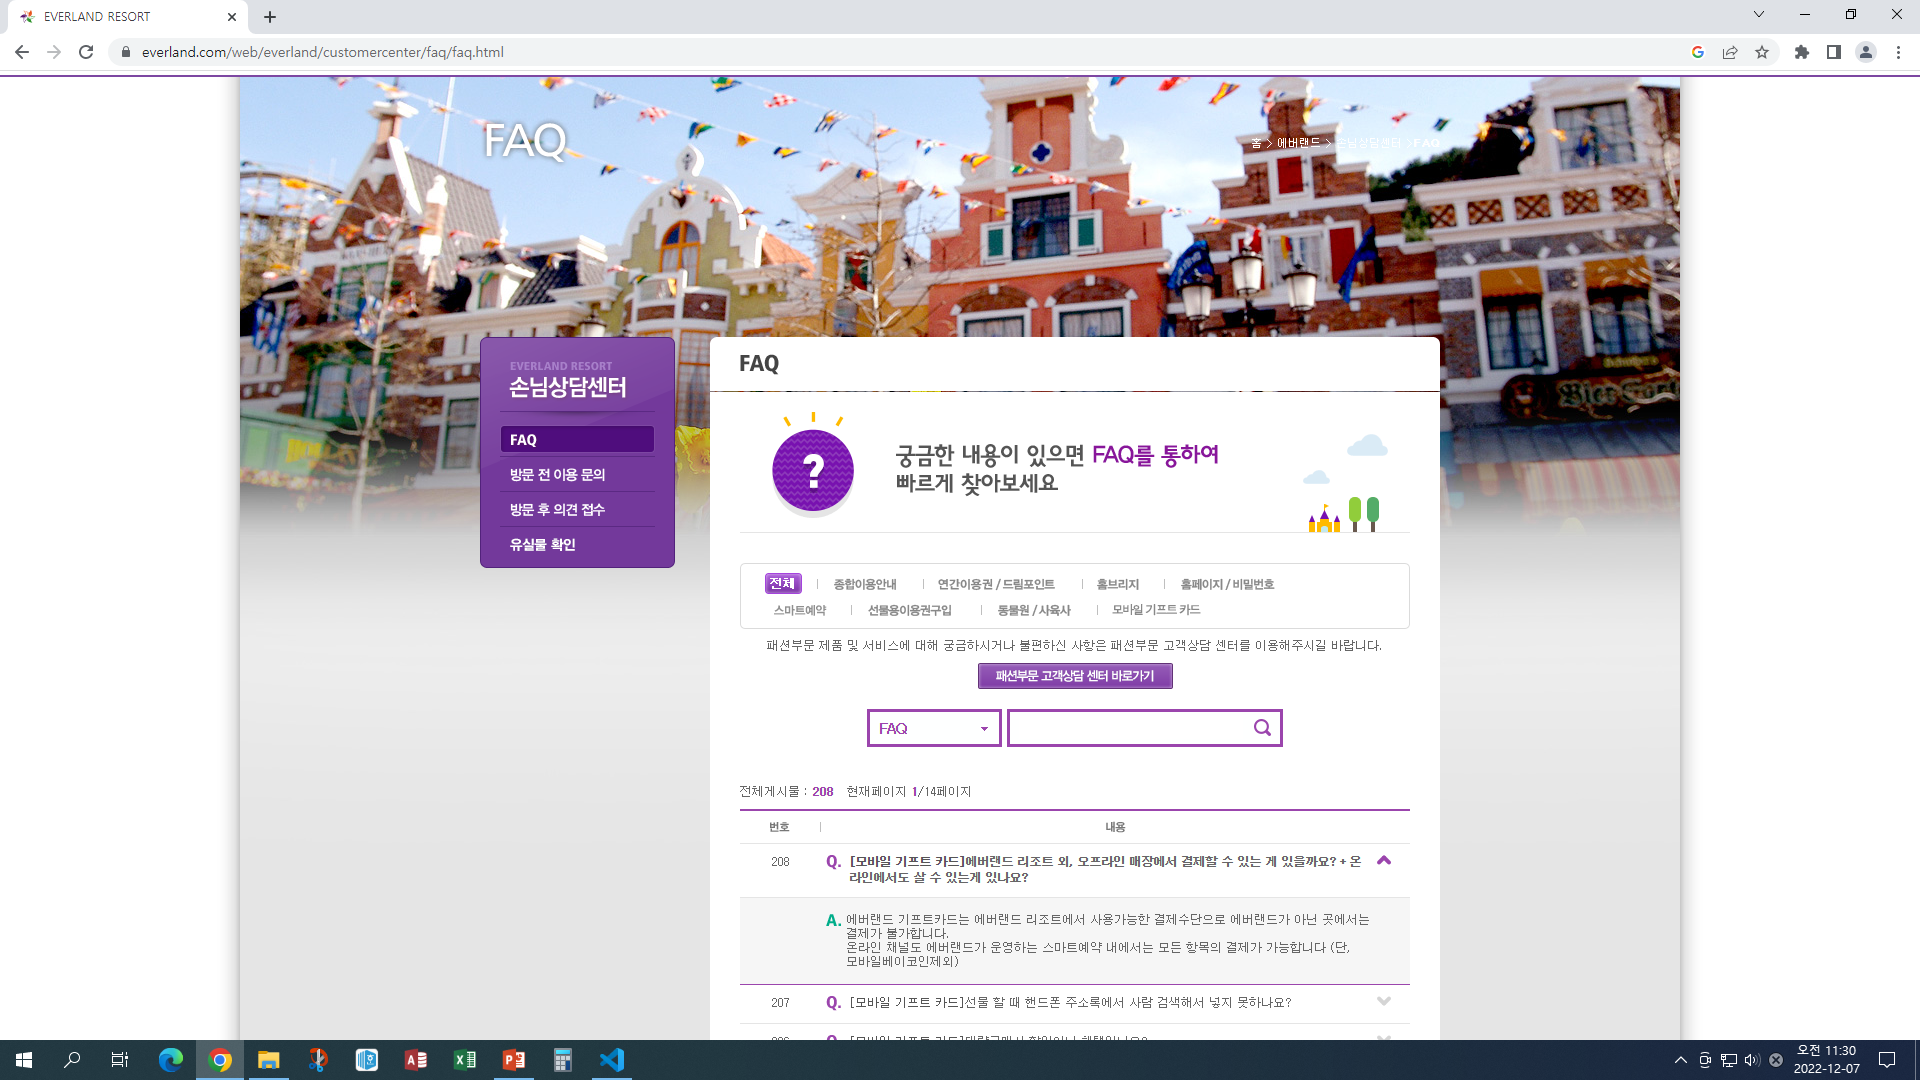 EVERLAND RESORT
everland.com/web/everland/customercenter/faq/faq.html
FAQ
홈 > 에버랜드 > 손님상담센터 > FAQ
EVERLAND RESORT
손님상담센터
FAQ
방문 전 이용 문의
방문 후 의견 접수
유실물 확인
FAQ
?
궁금한 내용이 있으면 FAQ를 통하여
빠르게 찾아보세요
전체 | 종합이용안내 | 연간이용권 / 드림포인트 | 홈브리지 | 홈페이지 / 비밀번호
스마트예약 | 선물용이용권구입 | 동물원 / 사육사 | 모바일 기프트 카드
패션부문 제품 및 서비스에 대해 궁금하시거나 불편하신 사항은 패션부문 고객상담 센터를 이용해주시길 바랍니다.
패션부문 고객상담 센터 바로가기
FAQ
전체게시물 : 208 현재페이지 1/14페이지
번호 | 내용
208 Q. [모바일 기프트 카드]에버랜드 리조트 외, 오프라인 매장에서 결제할 수 있는 게 있을까요? + 온
라인에서도 살 수 있는게 있나요?
A. 에버랜드 기프트카드는 에버랜드 리조트에서 사용가능한 결제수단으로 에버랜드가 아닌 곳에서는
결제가 불가합니다.
온라인 채널도 에버랜드가 운영하는 스마트예약 내에서는 모든 항목의 결제가 가능합니다 (단,
모바일베이코인제외)
207 Q. [모바일 기프트 카드]선물 할 때 핸드폰 주소록에서 사람 검색해서 넣지 못하나요?
오전 11:30
2022-12-07